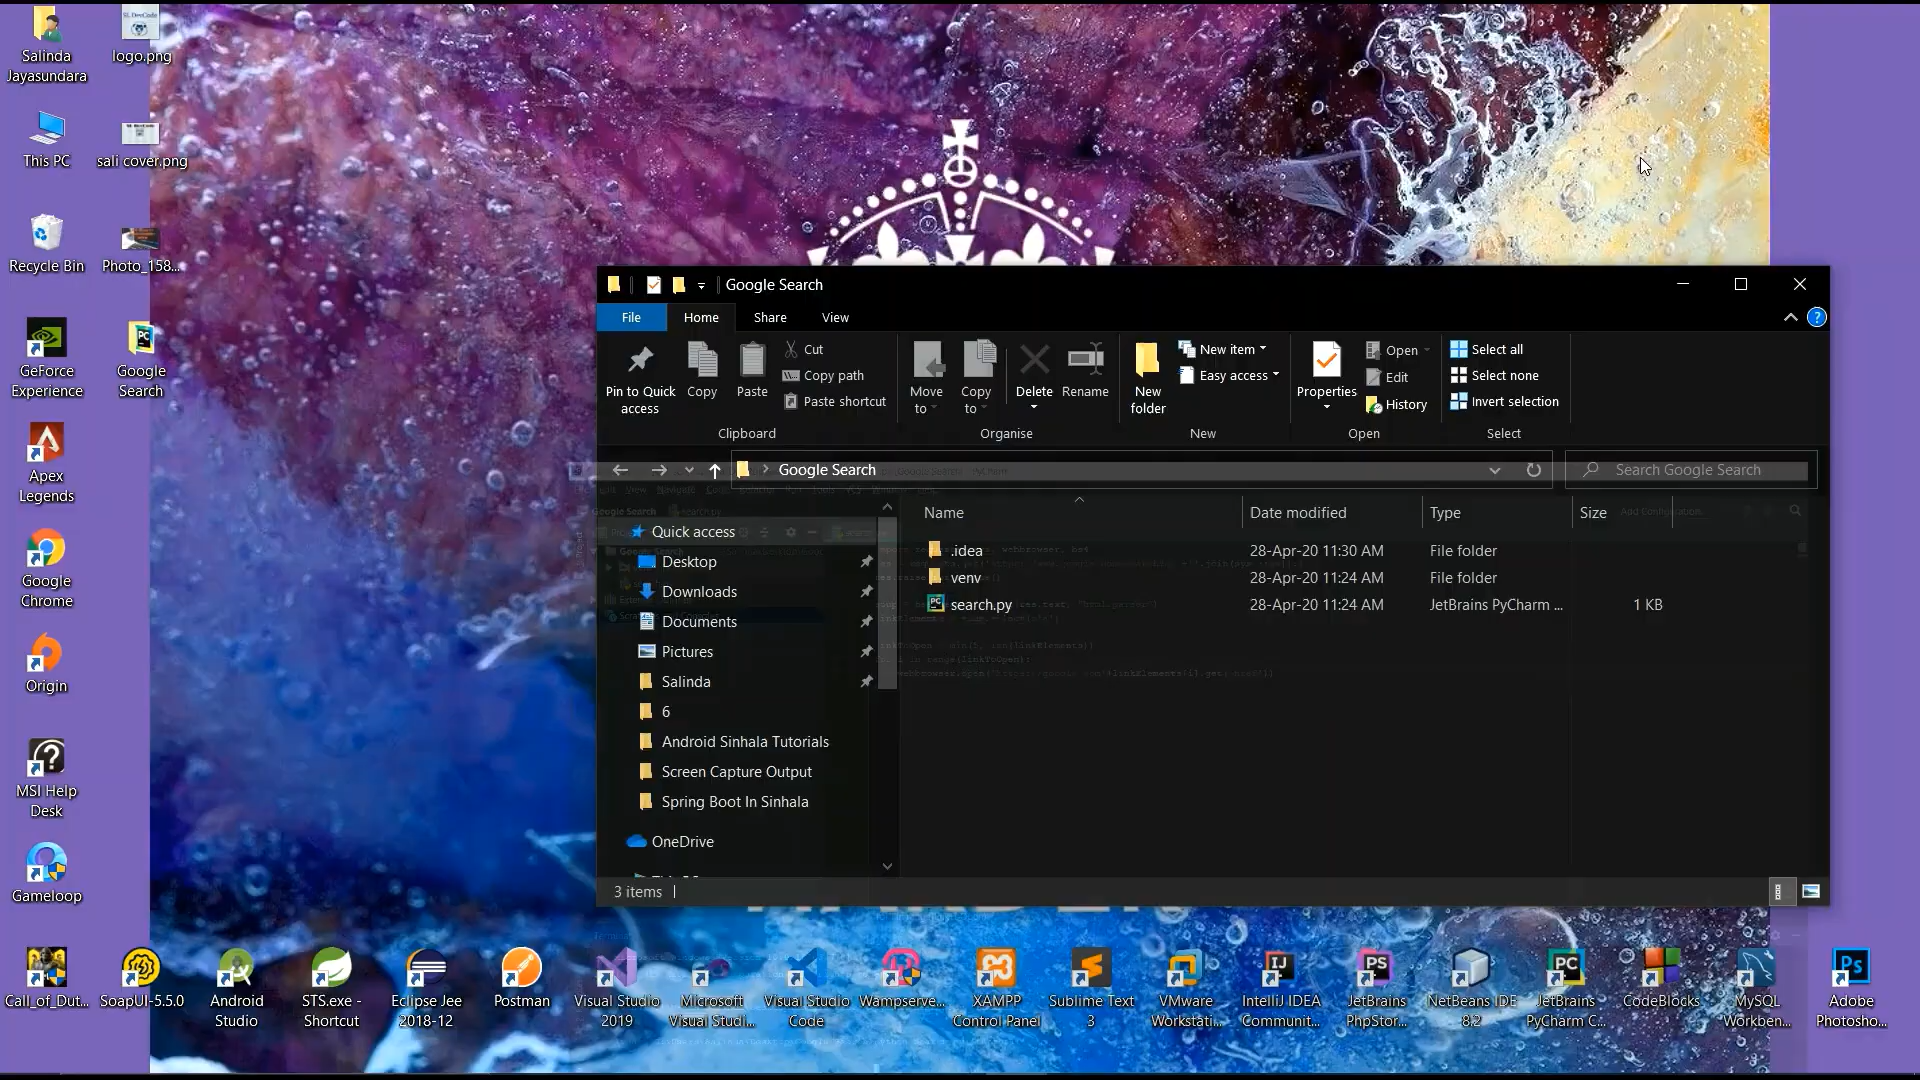 Salinda
Jayasundara
logo.png
This PC
sali cover.png
Recycle Bin
Photo_158...
GeForce
Experience
Google
Search
Apex
Legends
Google
Chrome
Origin
MSI Help
Desk
Gameloop
Google Search
File Home Share View
Pin to Quick
access
Copy
Paste
Cut
Copy path
Paste shortcut
Clipboard
Move
to
Copy
to
Delete
Rename
Organise
New
folder
New item
Easy access
New
Properties
Open
Edit
History
Open
Select all
Select none
Invert selection
Select
Google Search
Search Google Search
Name Date modified Type Size
Quick access
Desktop
Downloads
Documents
Pictures
Salinda
6
Android Sinhala Tutorials
Screen Capture Output
Spring Boot In Sinhala
OneDrive
.idea 28-Apr-20 11:30 AM File folder
venv 28-Apr-20 11:24 AM File folder
search.py 28-Apr-20 11:24 AM JetBrains PyCharm ... 1 KB
3 items
Call_of_Dut...
SoapUI-5.5.0
Android
Studio
STS.exe -
Shortcut
Eclipse Jee
2018-12
Postman
Visual Studio
2019
Microsoft
Visual Studi...
Visual Studio
Code
Wampserve...
XAMPP
Control Panel
Sublime Text
3
VMware
Workstati...
IntelliJ IDEA
Communit...
JetBrains
PhpStor...
NetBeans IDE
8.2
JetBrains
PyCharm C...
CodeBlocks
MySQL
Workben...
Adobe
Photosho...